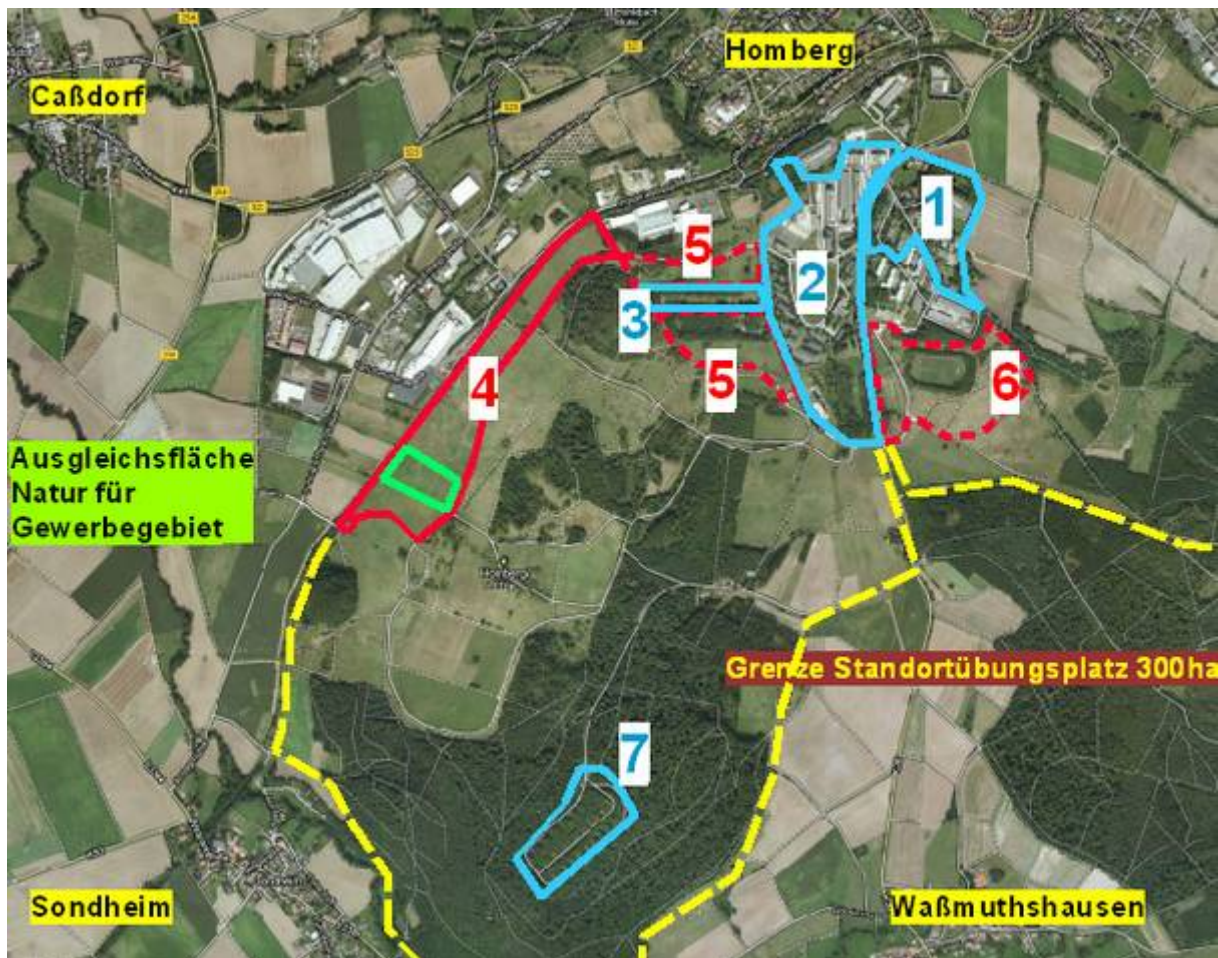 Homberg
Caßdorf
1
5
2
3
4
5
6
Ausgleichsfläche
Natur für
Gewerbegebiet
Grenze Standortübungsplatz 300ha
7
Sondheim
Waßmuthshausen